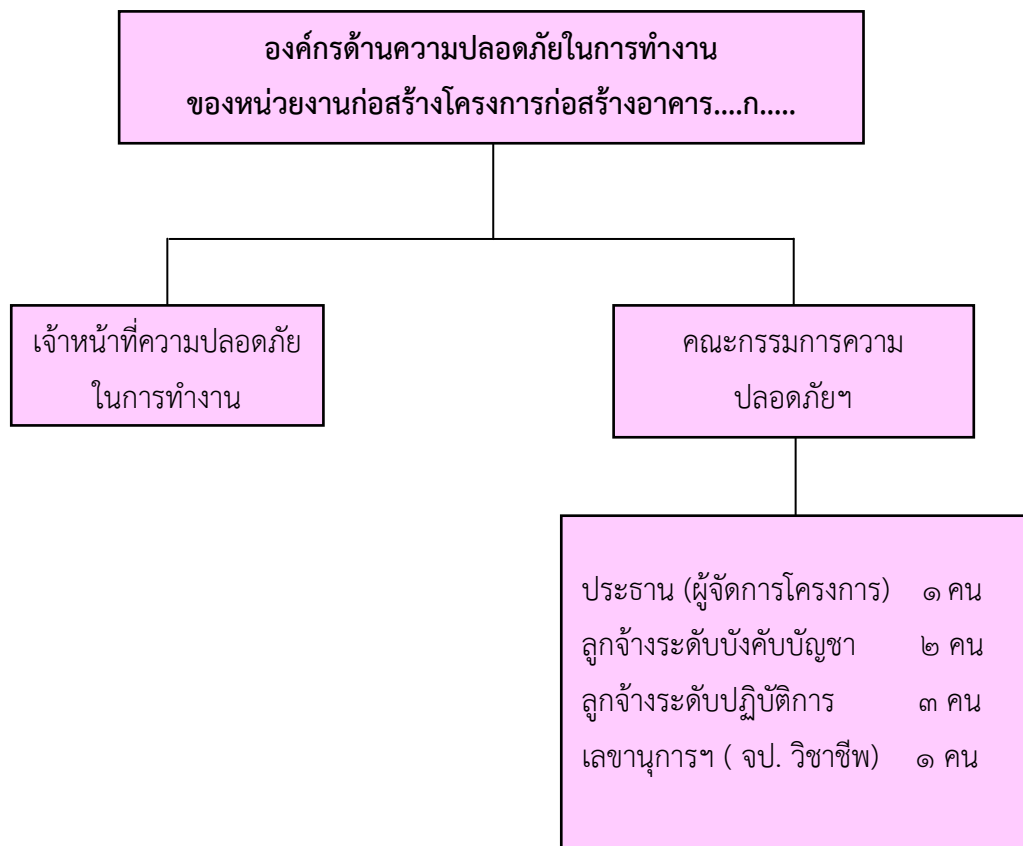 องค์กรด้านความปลอดภัยในการทำงาน
ของหน่วยงานก่อสร้างโครงการก่อสร้างอาคาร....ก.....
เจ้าหน้าที่ความปลอดภัย
ในการทำงาน
คณะกรรมการความ
ปลอดภัยฯ
ประธาน (ผู้จัดการโครงการ) ๑ คน
ลูกจ้างระดับบังคับบัญชา ๒ คน
ลูกจ้างระดับปฏิบัติการ ๓ คน
เลขานุการฯ ( จป. วิชาชีพ) ๑ คน